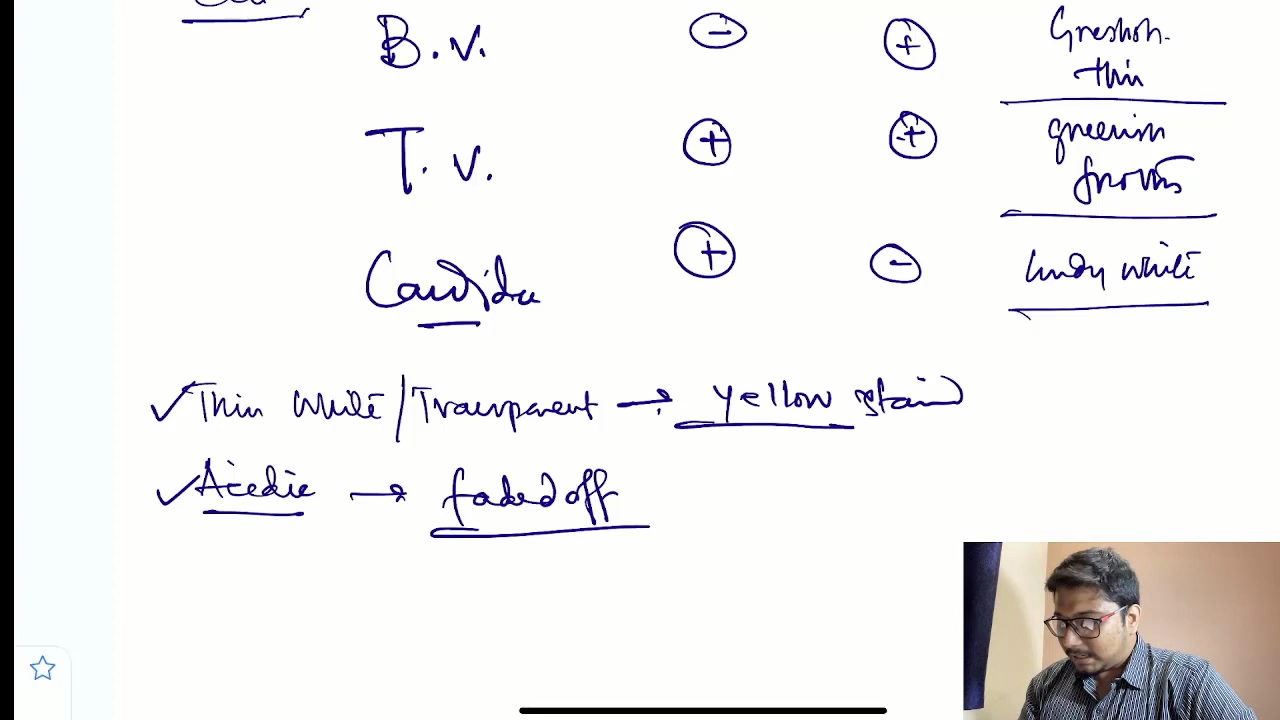 B.V. − + Greyish. thin
T.V. + + greenish frothy
Candida + − Curdy white
✓ Thin White / Transparent → yellow stain
✓ Acidic → faded off